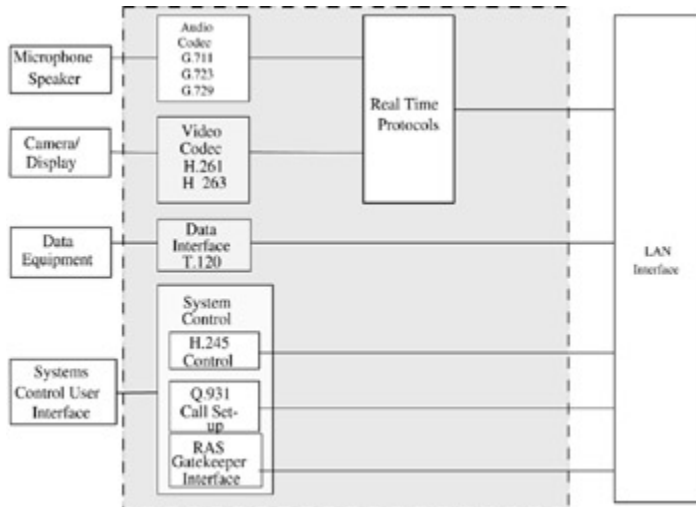 Microphone
Speaker
Audio
Codec
G.711
G.723
G.729
Real Time
Protocols
Camera/
Display
Video
Codec
H.261
H 263
Data
Equipment
Data
Interface
T.120
LAN
Interface
System
Control
H.245
Control
Systems
Control User
Interface
Q.931
Call Set-
up
RAS
Gatekeeper
Interface